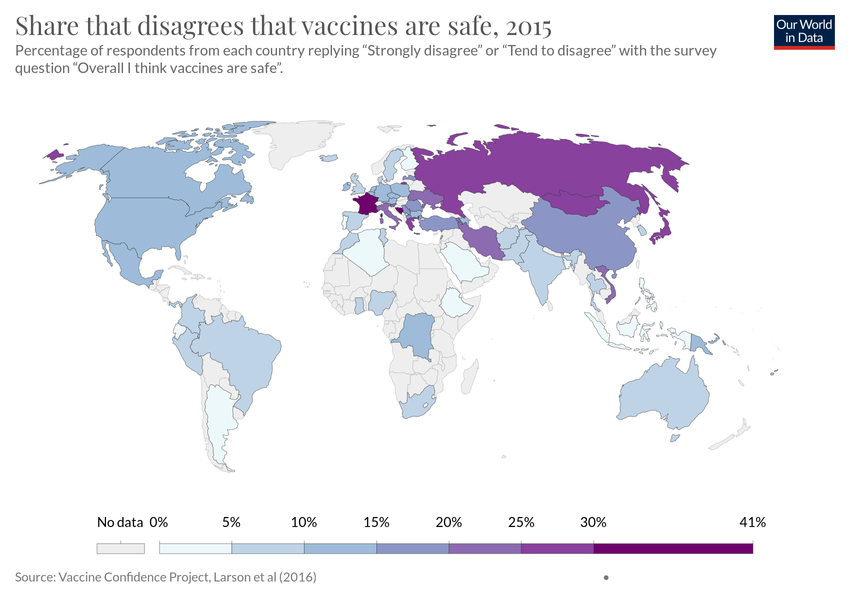 Share that disagrees that vaccines are safe, 2015
Our World
in Data
Percentage of respondents from each country replying “Strongly disagree” or “Tend to disagree” with the survey
question “Overall I think vaccines are safe”.
No data 0% 5% 10% 15% 20% 25% 30% 41%
Source: Vaccine Confidence Project, Larson et al (2016)